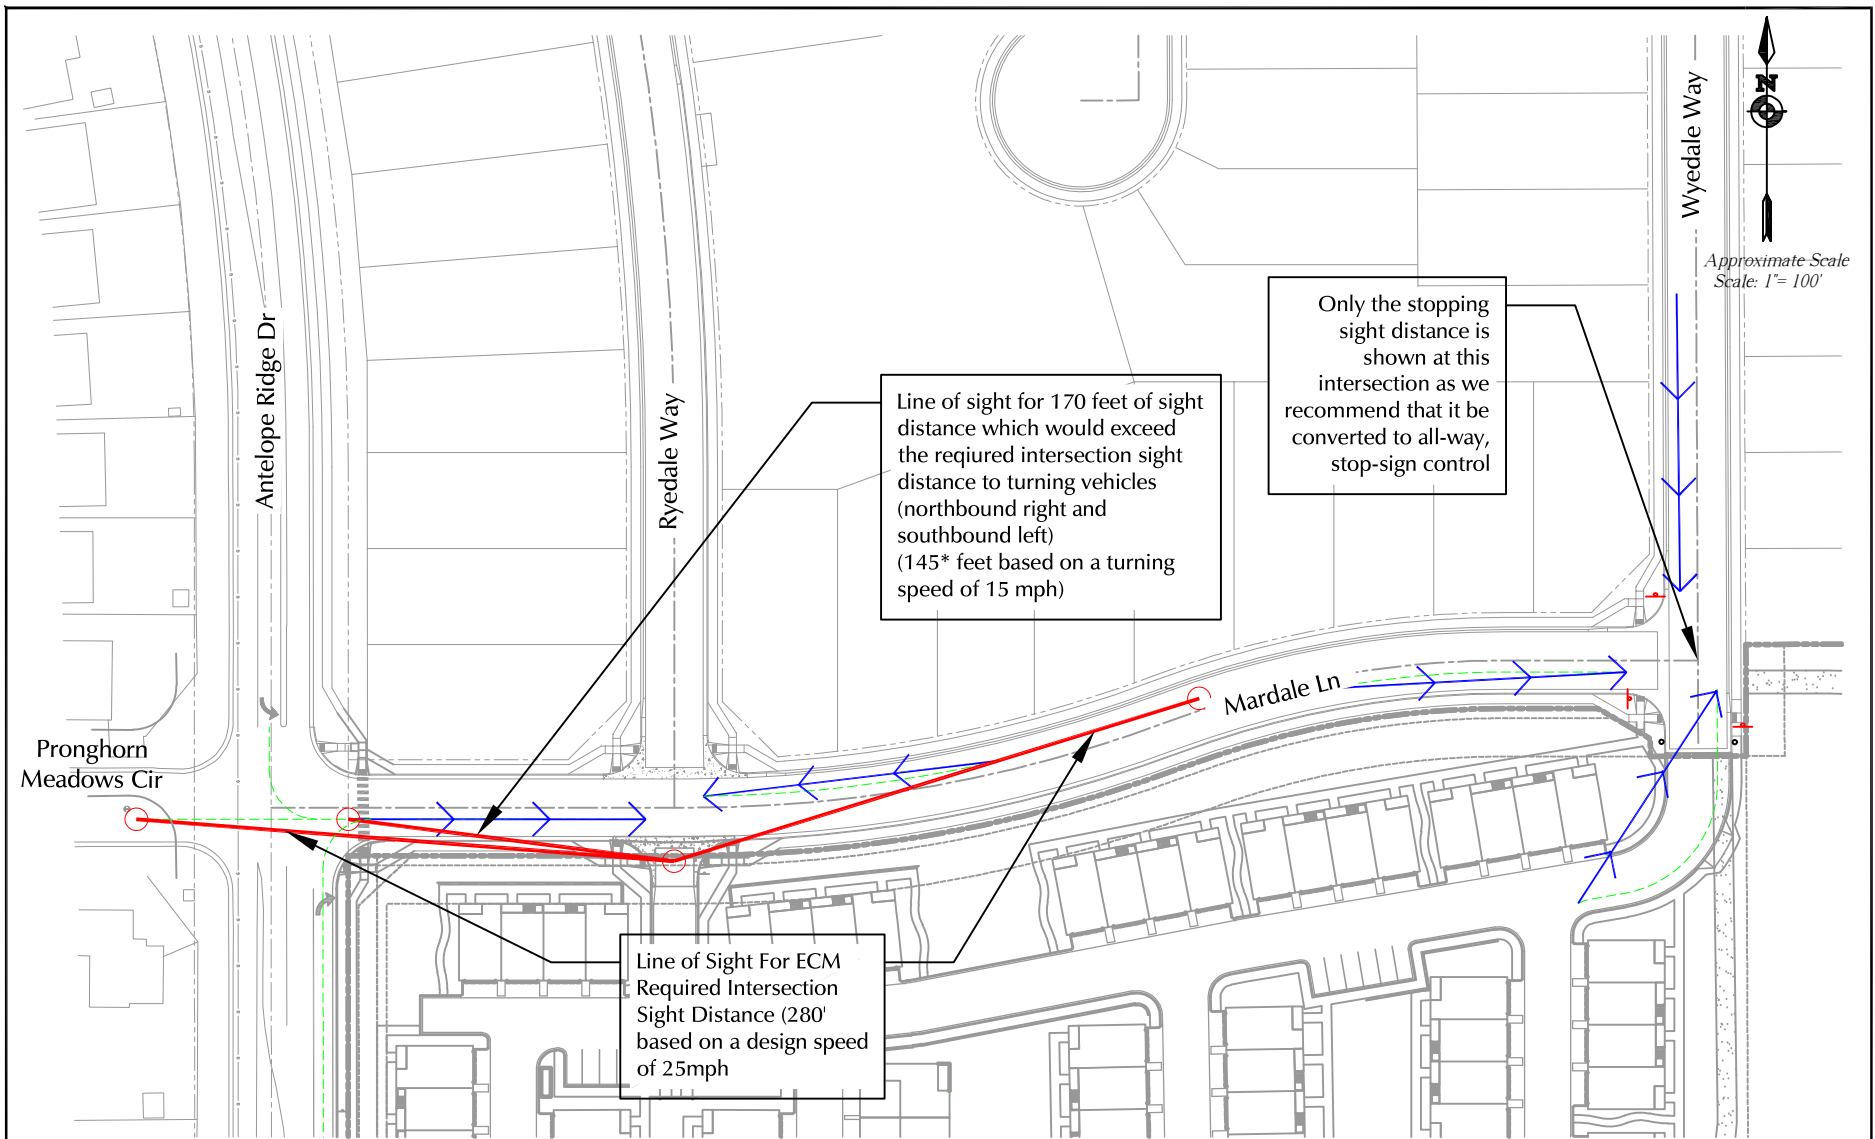 Wyedale Way
N
Approximate Scale
Scale: 1"= 100'
Only the stopping
sight distance is
shown at this
intersection as we
recommend that it be
converted to all-way,
stop-sign control
Antelope Ridge Dr
Ryedale Way
Line of sight for 170 feet of sight
distance which would exceed
the reqiured intersection sight
distance to turning vehicles
(northbound right and
southbound left)
(145* feet based on a turning
speed of 15 mph)
Mardale Ln
Pronghorn
Meadows Cir
Line of Sight For ECM
Required Intersection
Sight Distance (280'
based on a design speed
of 25mph